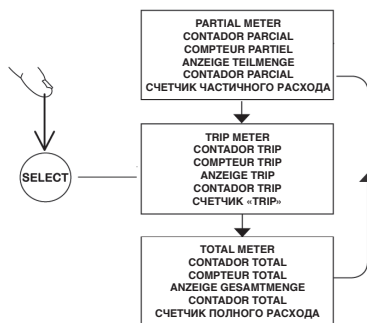 PARTIAL METER
CONTADOR PARCIAL
COMPTEUR PARTIEL
ANZEIGE TEILMENGE
CONTADOR PARCIAL
СЧЕТЧИК ЧАСТИЧНОГО РАСХОДА
SELECT
TRIP METER
CONTADOR TRIP
COMPTEUR TRIP
ANZEIGE TRIP
CONTADOR TRIP
СЧЕТЧИК «TRIP»
TOTAL METER
CONTADOR TOTAL
COMPTEUR TOTAL
ANZEIGE GESAMTMENGE
CONTADOR TOTAL
СЧЕТЧИК ПОЛНОГО РАСХОДА